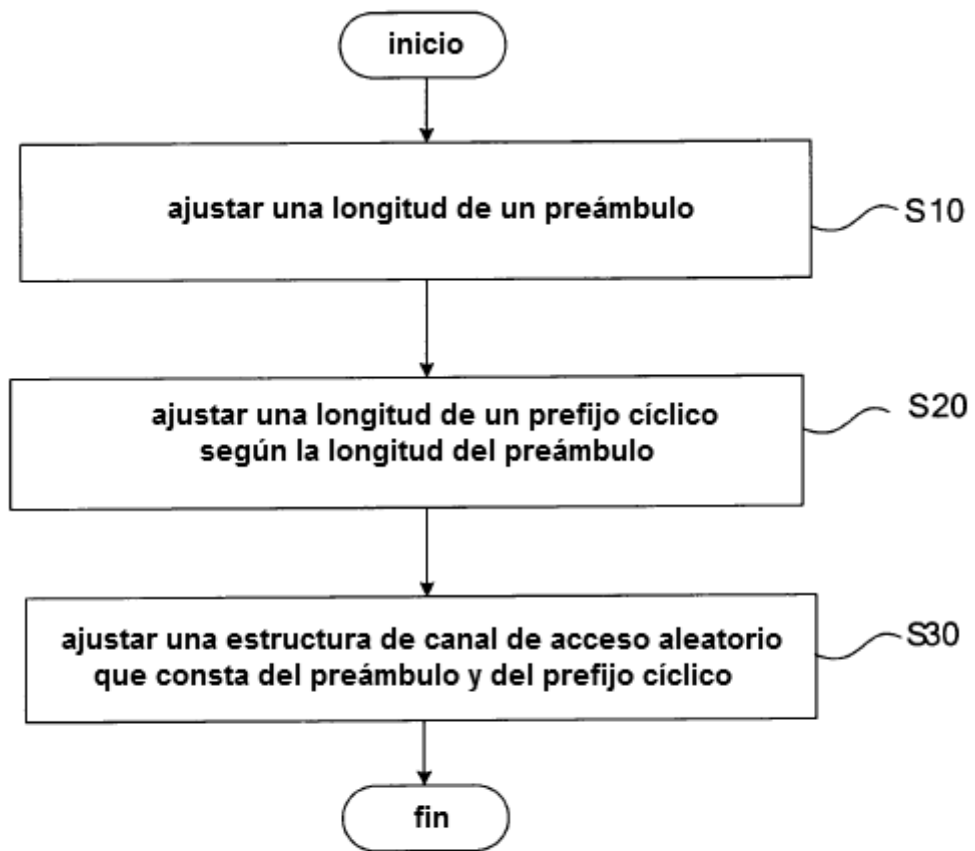 inicio
ajustar una longitud de un preámbulo
S10
ajustar una longitud de un prefijo cíclico
según la longitud del preámbulo
S20
ajustar una estructura de canal de acceso aleatorio
que consta del preámbulo y del prefijo cíclico
S30
fin